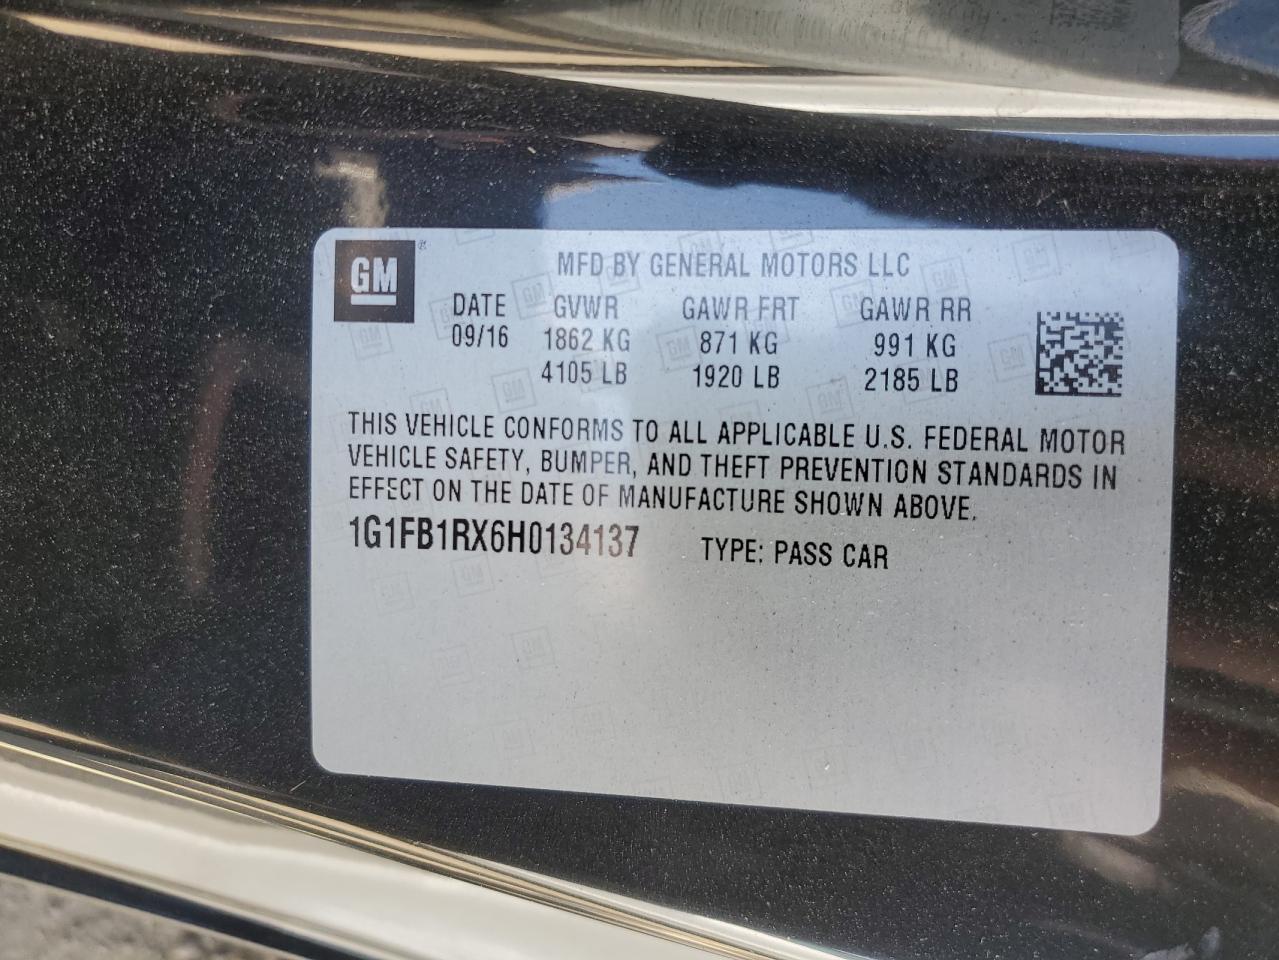 GM
MFD BY GENERAL MOTORS LLC
DATE GVWR GAWR FRT GAWR RR
09/16 1862 KG 871 KG 991 KG
4105 LB 1920 LB 2185 LB
THIS VEHICLE CONFORMS TO ALL APPLICABLE U.S. FEDERAL MOTOR
VEHICLE SAFETY, BUMPER, AND THEFT PREVENTION STANDARDS IN
EFFECT ON THE DATE OF MANUFACTURE SHOWN ABOVE.
1G1FB1RX6H0134137 TYPE: PASS CAR